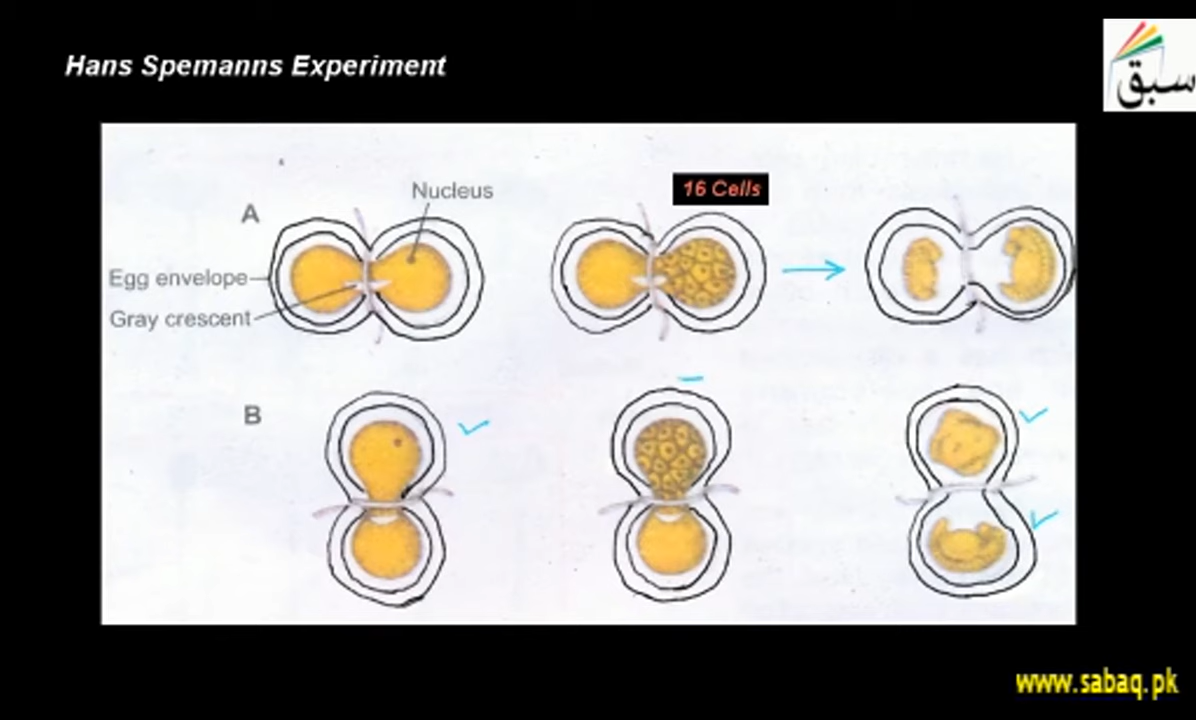 Hans Spemanns Experiment
سبق
Nucleus
16 Cells
A
Egg envelope
Gray crescent
B
www.sabaq.pk